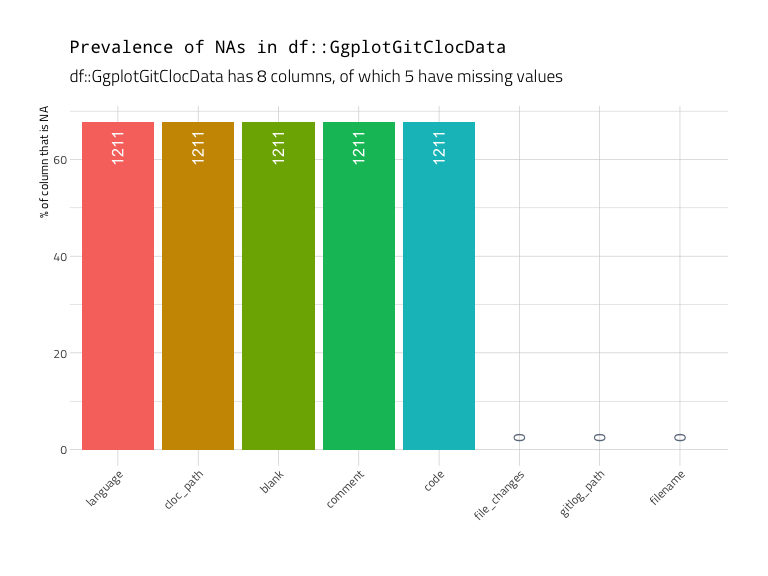 Prevalence of NAs in df::GgplotGitClocData
df::GgplotGitClocData has 8 columns, of which 5 have missing values
% of column that is NA
60
40
20
0
1211
1211
1211
1211
1211
0
0
0
language
cloc_path
blank
comment
code
file_changes
gitlog_path
filename